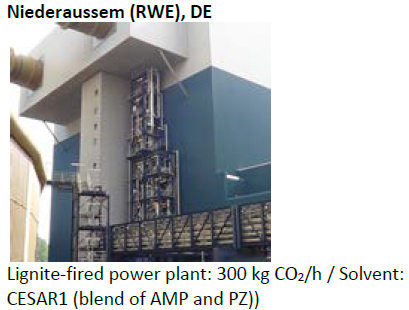 Niederaussem (RWE), DE
Lignite-fired power plant: 300 kg CO₂/h / Solvent:
CESAR1 (blend of AMP and PZ))